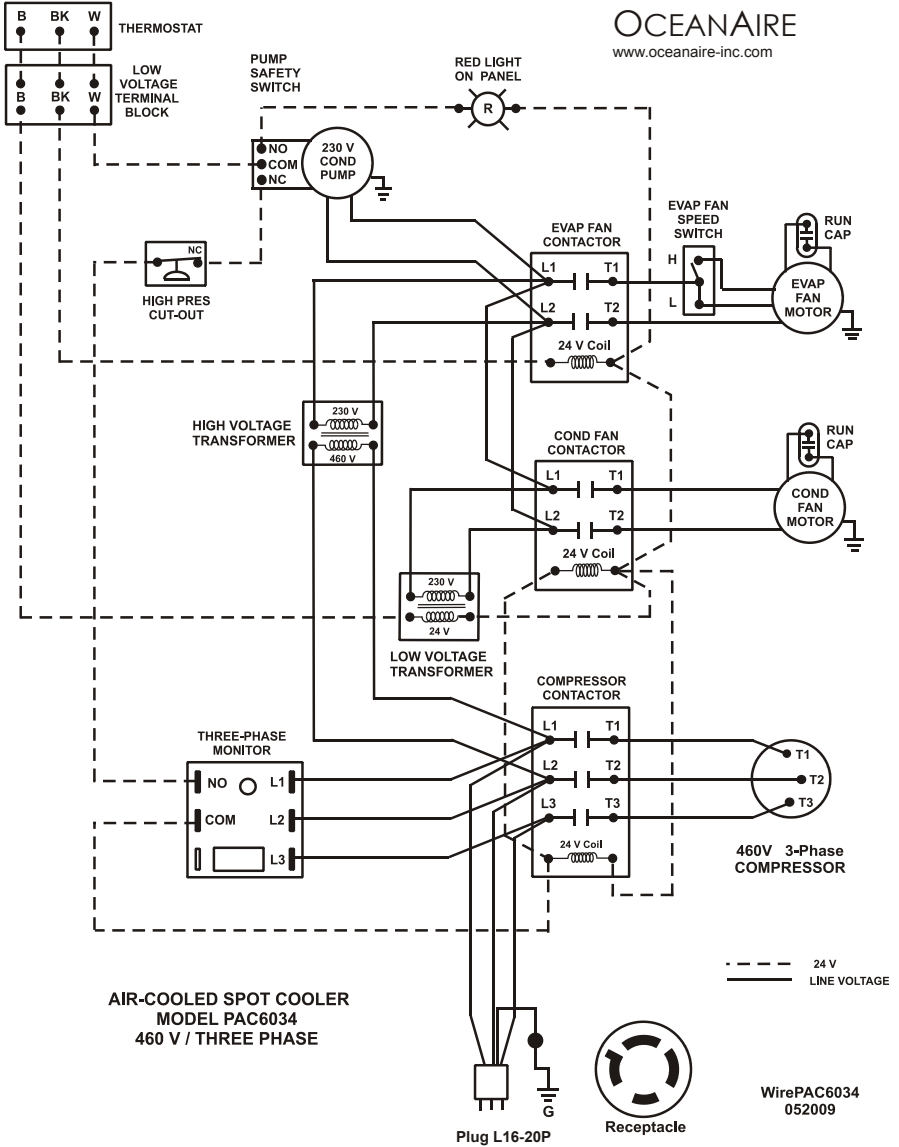 B BK W
THERMOSTAT
LOW
VOLTAGE
TERMINAL
BLOCK
B BK W
OCEANAIRE
www.oceanaire-inc.com
PUMP
SAFETY
SWITCH
RED LIGHT
ON PANEL
R
NO
COM
NC
230 V
COND
PUMP
NC
HIGH PRES
CUT-OUT
EVAP FAN
CONTACTOR
L1 T1
L2 T2
24 V Coil
EVAP FAN
SPEED
SWITCH
H
L
RUN
CAP
EVAP
FAN
MOTOR
HIGH VOLTAGE
TRANSFORMER
230 V
460 V
COND FAN
CONTACTOR
L1 T1
L2 T2
24 V Coil
RUN
CAP
COND
FAN
MOTOR
230 V
24 V
LOW VOLTAGE
TRANSFORMER
COMPRESSOR
CONTACTOR
L1 T1
L2 T2
L3 T3
24 V Coil
THREE-PHASE
MONITOR
NO L1
COM L2
L3
T1
T2
T3
460V 3-Phase
COMPRESSOR
24 V
LINE VOLTAGE
AIR-COOLED SPOT COOLER
MODEL PAC6034
460 V / THREE PHASE
G
Plug L16-20P
Receptacle
WirePAC6034
052009